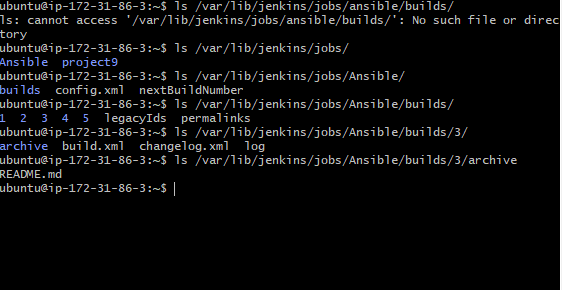 ubuntu@ip-172-31-86-3:~$ ls /var/lib/jenkins/jobs/ansible/builds/
ls: cannot access '/var/lib/jenkins/jobs/ansible/builds/': No such file or direc
tory
ubuntu@ip-172-31-86-3:~$ ls /var/lib/jenkins/jobs/
Ansible  project9
ubuntu@ip-172-31-86-3:~$ ls /var/lib/jenkins/jobs/Ansible/
builds  config.xml  nextBuildNumber
ubuntu@ip-172-31-86-3:~$ ls /var/lib/jenkins/jobs/Ansible/builds/
1  2  3  4  5  legacyIds  permalinks
ubuntu@ip-172-31-86-3:~$ ls /var/lib/jenkins/jobs/Ansible/builds/3/
archive  build.xml  changelog.xml  log
ubuntu@ip-172-31-86-3:~$ ls /var/lib/jenkins/jobs/Ansible/builds/3/archive
README.md
ubuntu@ip-172-31-86-3:~$